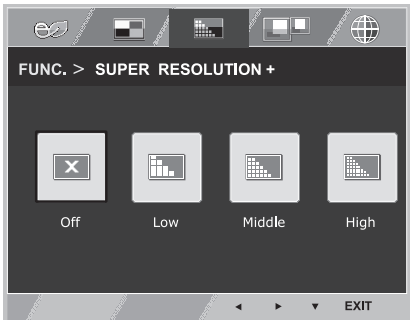 FUNC. > SUPER RESOLUTION +
Off Low Middle High
EXIT